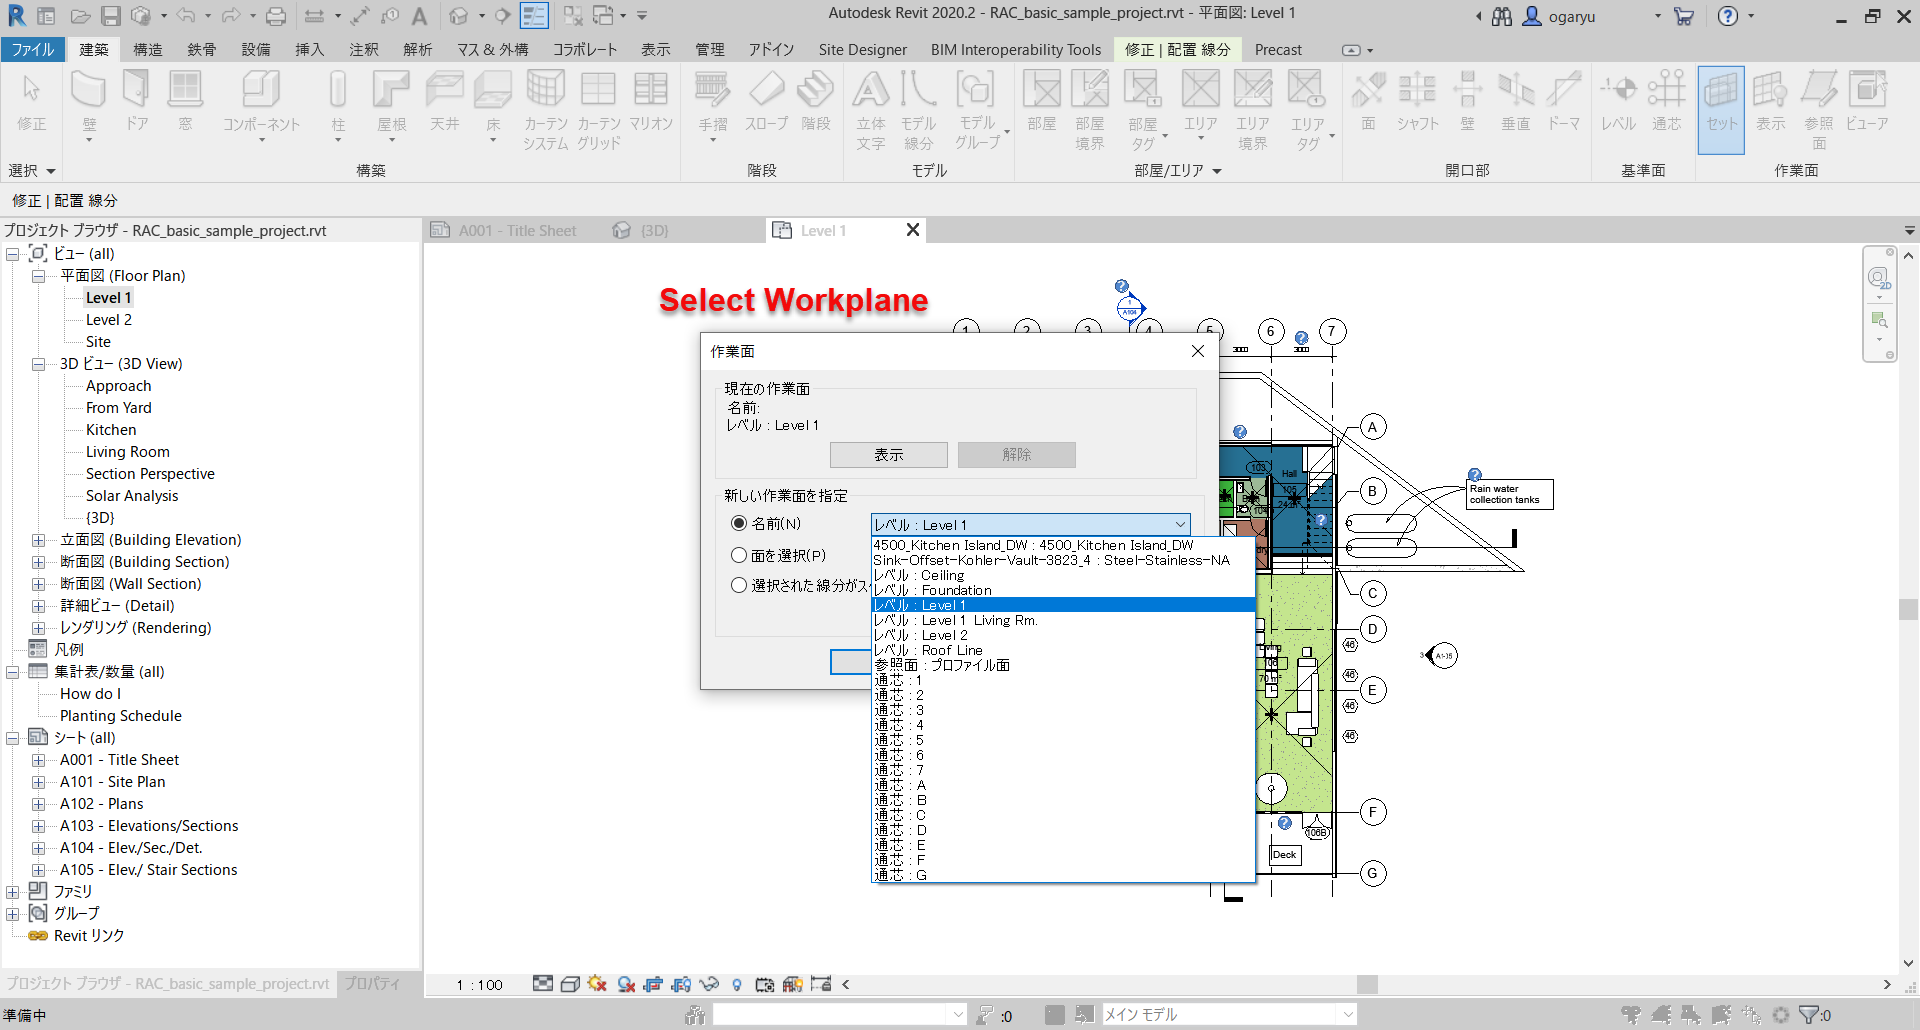 Autodesk Revit 2020.2 - RAC_basic_sample_project.rvt - 平面図: Level 1
ogaryu
ファイル
建築
構造
鉄骨
設備
挿入
注釈
解析
マス & 外構
コラボレート
表示
管理
アドイン
Site Designer
BIM Interoperability Tools
修正 | 配置 線分
Precast
修正
壁
ドア
窓
コンポーネント
柱
屋根
天井
床
カーテン システム
カーテン グリッド
マリオン
手摺
スロープ
階段
立体 文字
モデル 線分
モデル グループ
部屋
部屋 境界
部屋 タグ
エリア
エリア 境界
エリア タグ
面
シャフト
壁
垂直
ドーマ
レベル
通芯
セット
表示
参照 面
ビューア
選択
構築
階段
モデル
部屋/エリア
開口部
基準面
作業面
修正 | 配置 線分
プロジェクト ブラウザ - RAC_basic_sample_project.rvt
ビュー (all)
平面図 (Floor Plan)
Level 1
Level 2
Site
3D ビュー (3D View)
Approach
From Yard
Kitchen
Living Room
Section Perspective
Solar Analysis
{3D}
立面図 (Building Elevation)
断面図 (Building Section)
断面図 (Wall Section)
詳細ビュー (Detail)
レンダリング (Rendering)
凡例
集計表/数量 (all)
How do I
Planting Schedule
シート (all)
A001 - Title Sheet
A101 - Site Plan
A102 - Plans
A103 - Elevations/Sections
A104 - Elev./Sec./Det.
A105 - Elev./ Stair Sections
ファミリ
グループ
Revit リンク
プロジェクト ブラウザ - RAC_basic_sample_project.rvt
プロパティ
A001 - Title Sheet
{3D}
Level 1
Select Workplane
作業面
現在の作業面
名前:
レベル : Level 1
表示
解除
新しい作業面を指定
名前(N)
レベル : Level 1
面を選択(P)
選択された線分がス
4500_Kitchen Island_DW : 4500_Kitchen Island_DW
Sink-Offset-Kohler-Vault-3823_4 : Steel-Stainless-NA
レベル : Ceiling
レベル : Foundation
レベル : Level 1
レベル : Level 1 Living Rm.
レベル : Level 2
レベル : Roof Line
参照面 : プロファイル面
通芯 : 1
通芯 : 2
通芯 : 3
通芯 : 4
通芯 : 5
通芯 : 6
通芯 : 7
通芯 : A
通芯 : B
通芯 : C
通芯 : D
通芯 : E
通芯 : F
通芯 : G
1
2
3
4
5
6
7
1
A104
3000
3000
A
B
C
D
E
F
G
103
Hall
105
104
Rain water
collection tanks
Living
106
46
46
46
46
3
106B
Deck
2D
1 : 100
準備中
:0
メイン モデル
:0